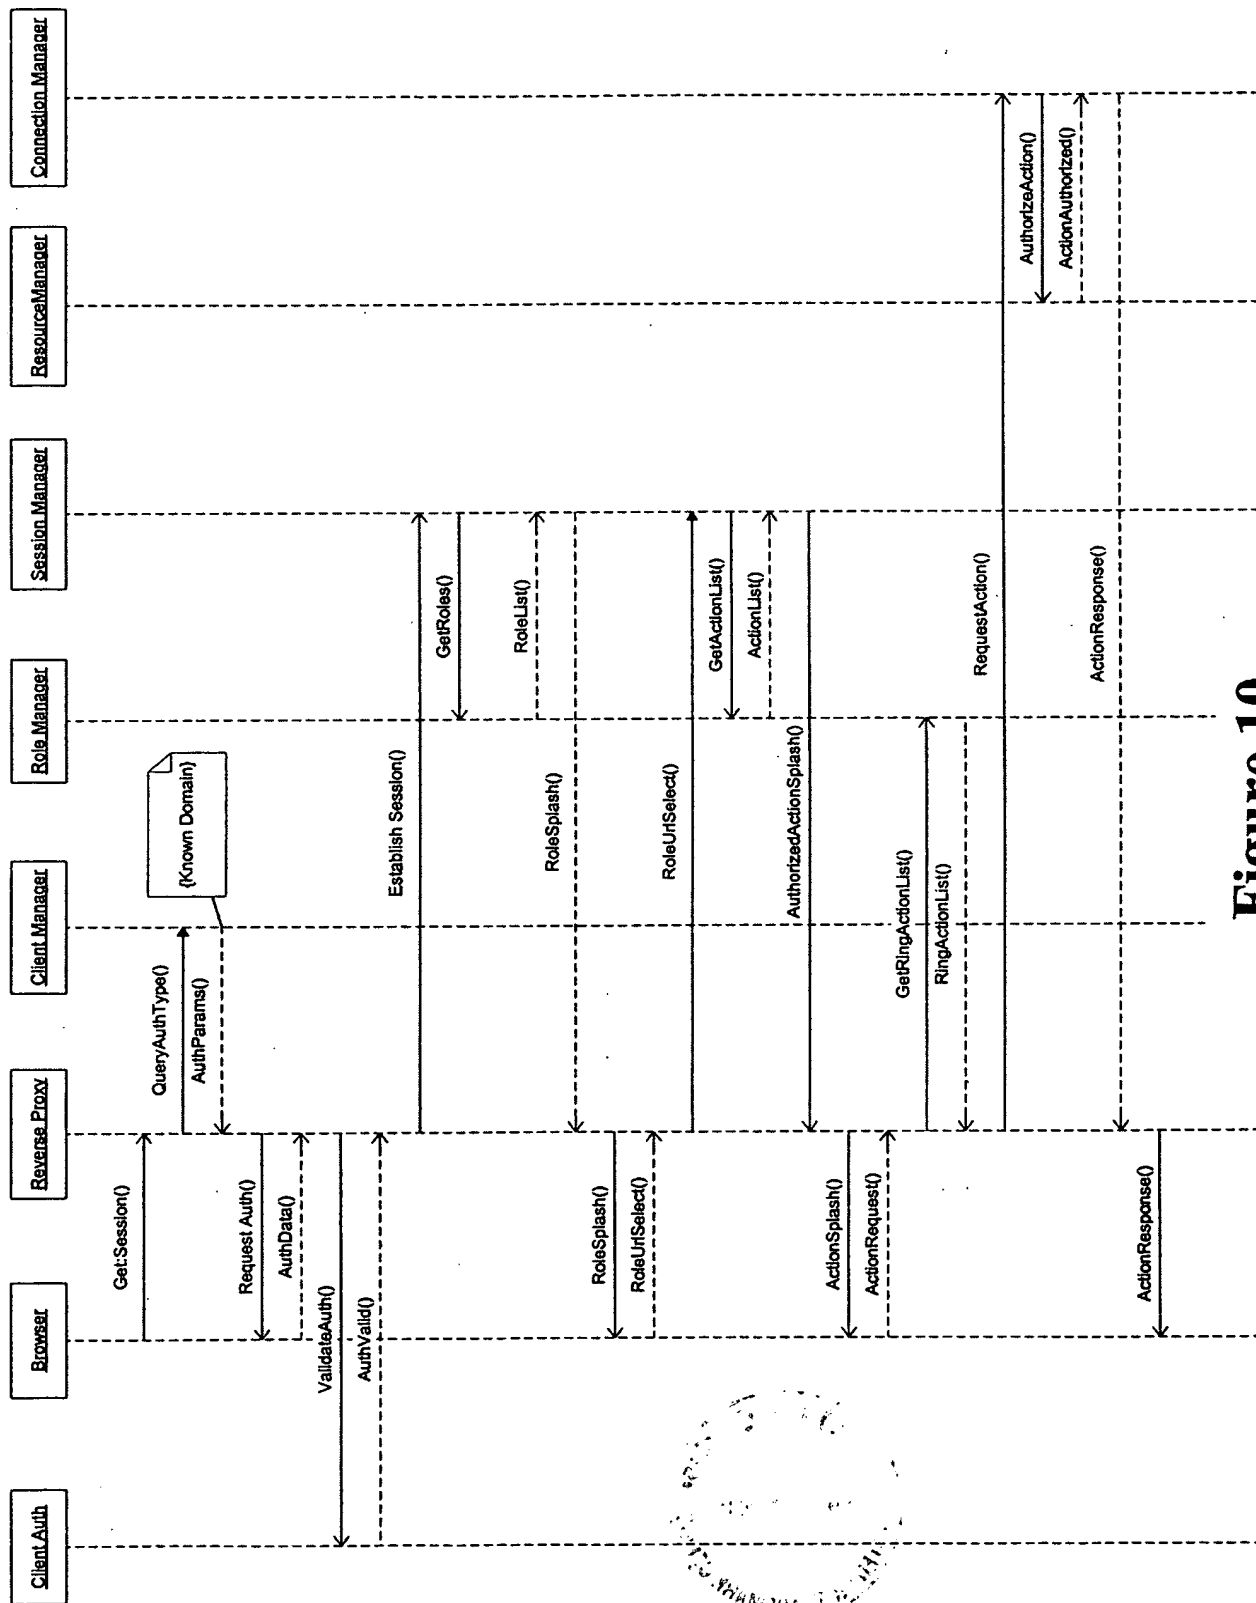 Client Auth
Browser
Reverse Proxy
Client Manager
Role Manager
Session Manager
ResourceManager
Connection Manager
Get:Session()
QueryAuthType()
{Known Domain}
AuthParams()
Request Auth()
AuthData()
ValidateAuth()
AuthValid()
Establish Session()
GetRoles()
RoleList()
RoleSplash()
RoleSplash()
RoleUrlSelect()
RoleUrlSelect()
GetActionList()
ActionList()
AuthorizedActionSplash()
ActionSplash()
ActionRequest()
GetRingActionList()
RingActionList()
RequestAction()
AuthorizeAction()
ActionAuthorized()
ActionResponse()
ActionResponse()
Figure 10